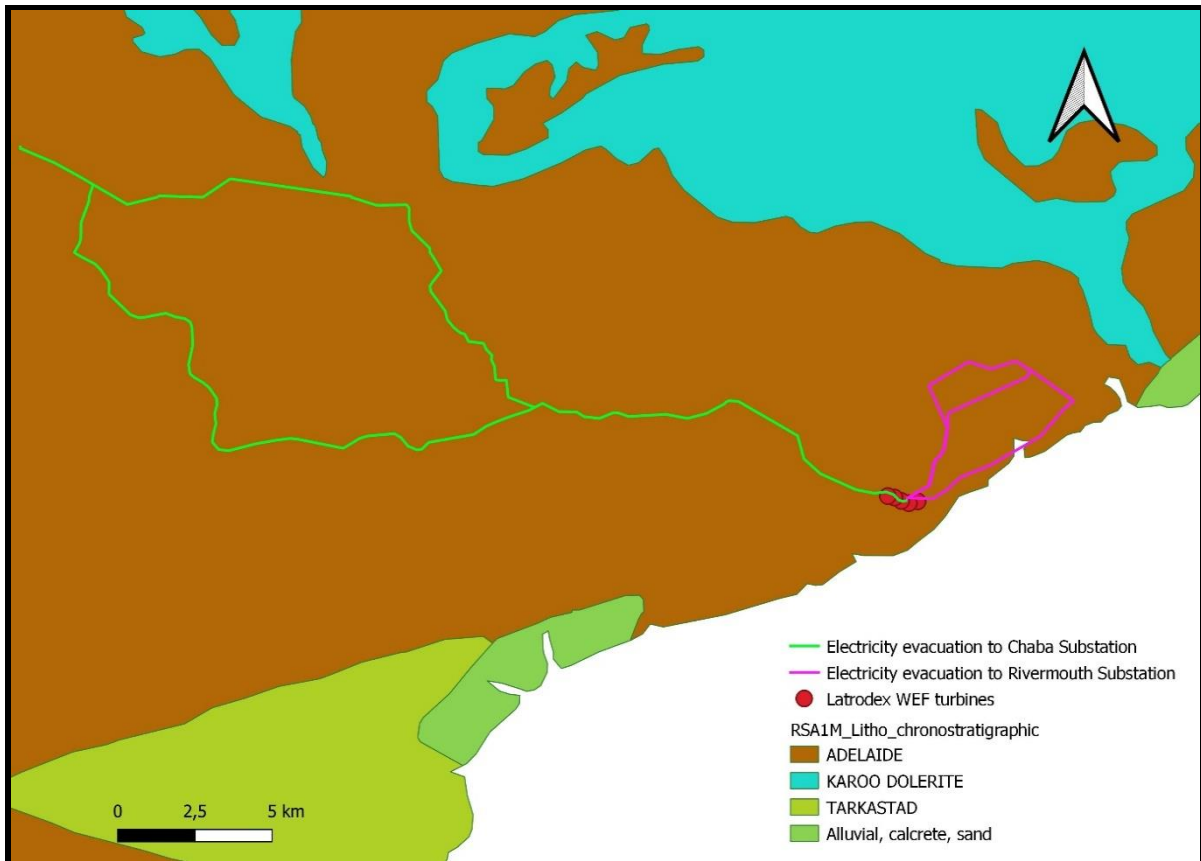 Electricity evacuation to Chaba Substation
Electricity evacuation to Rivermouth Substation
Latrodex WEF turbines
RSA1M_Litho_chronostratigraphic
ADELAIDE
KAROO DOLERITE
TARKASTAD
Alluvial, calcrete, sand
0 2,5 5 km